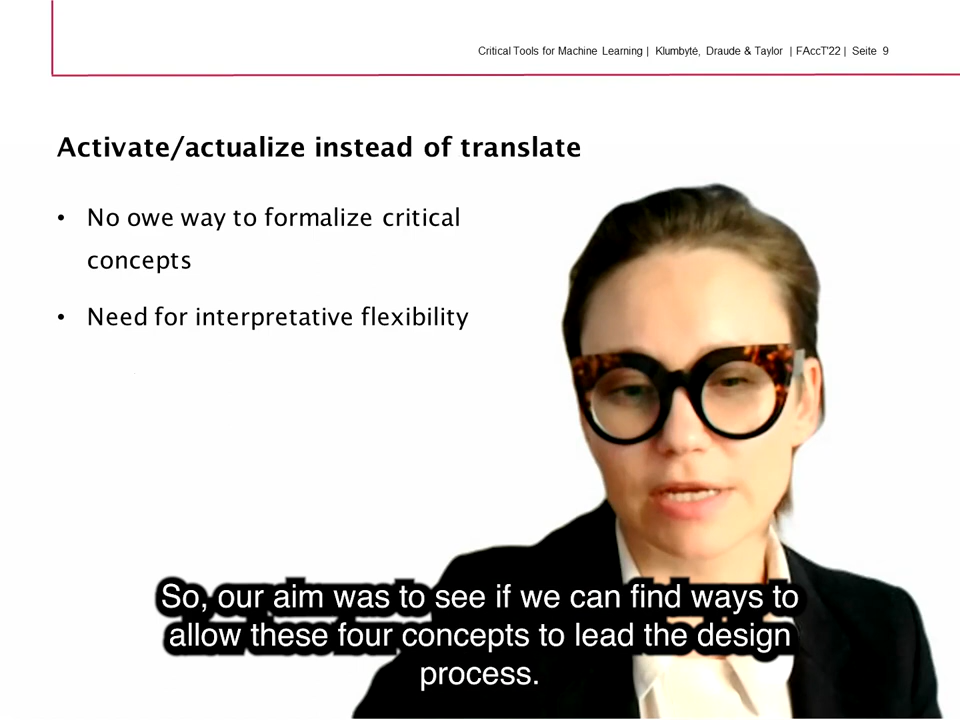 Critical Tools for Machine Learning | Klumbytė, Draude & Taylor | FAccT'22 | Seite 9
Activate/actualize instead of translate
• No owe way to formalize critical
concepts
• Need for interpretative flexibility
So, our aim was to see if we can find ways to
allow these four concepts to lead the design
process.